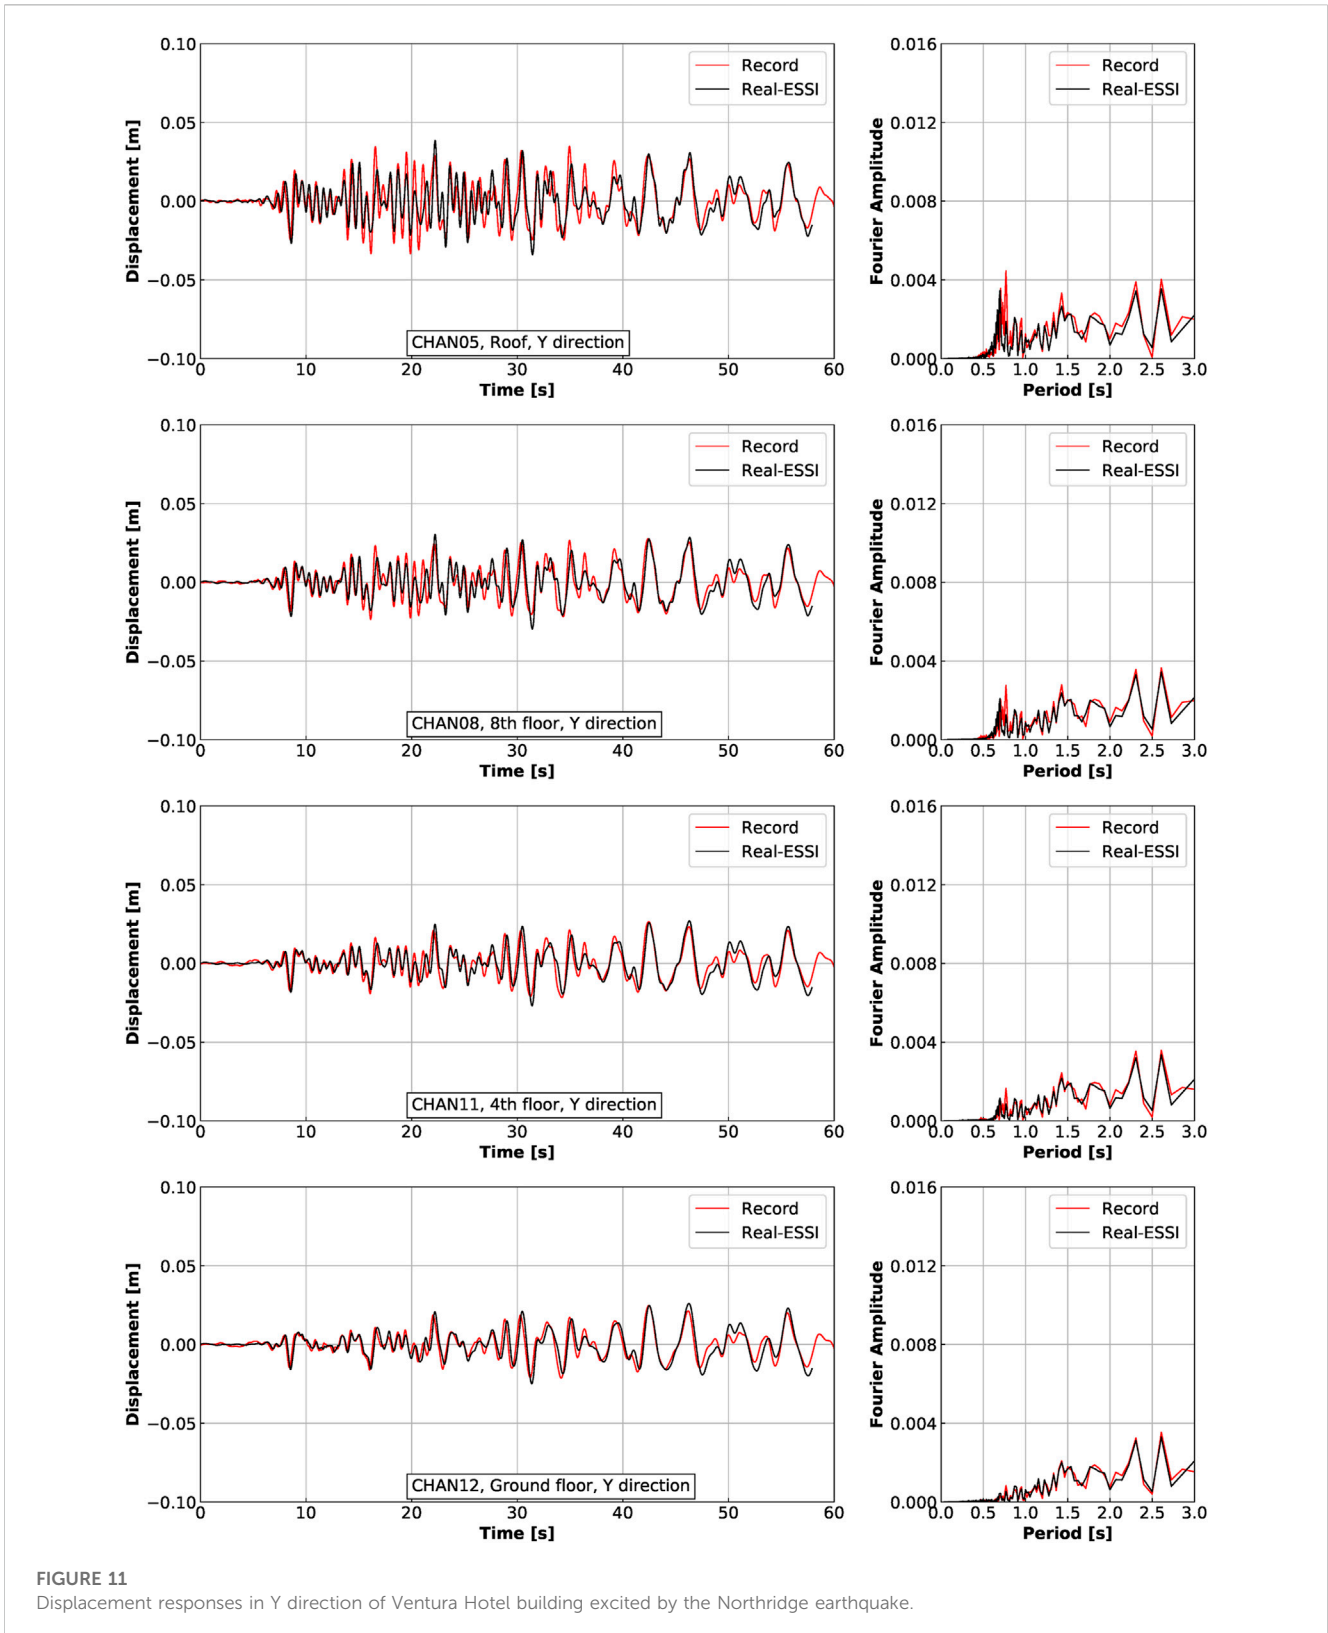 0.10
0.05
0.00
−0.05
−0.10
Displacement [m]
Record
Real-ESSI
CHAN05, Roof, Y direction
0 10 20 30 40 50 60
Time [s]
0.016
0.012
0.008
0.004
0.000
Fourier Amplitude
Record
Real-ESSI
0.0 0.5 1.0 1.5 2.0 2.5 3.0
Period [s]
0.10
0.05
0.00
−0.05
−0.10
Displacement [m]
Record
Real-ESSI
CHAN08, 8th floor, Y direction
0 10 20 30 40 50 60
Time [s]
0.016
0.012
0.008
0.004
0.000
Fourier Amplitude
Record
Real-ESSI
0.0 0.5 1.0 1.5 2.0 2.5 3.0
Period [s]
0.10
0.05
0.00
−0.05
−0.10
Displacement [m]
Record
Real-ESSI
CHAN11, 4th floor, Y direction
0 10 20 30 40 50 60
Time [s]
0.016
0.012
0.008
0.004
0.000
Fourier Amplitude
Record
Real-ESSI
0.0 0.5 1.0 1.5 2.0 2.5 3.0
Period [s]
0.10
0.05
0.00
−0.05
−0.10
Displacement [m]
Record
Real-ESSI
CHAN12, Ground floor, Y direction
0 10 20 30 40 50 60
Time [s]
0.016
0.012
0.008
0.004
0.000
Fourier Amplitude
Record
Real-ESSI
0.0 0.5 1.0 1.5 2.0 2.5 3.0
Period [s]
FIGURE 11
Displacement responses in Y direction of Ventura Hotel building excited by the Northridge earthquake.